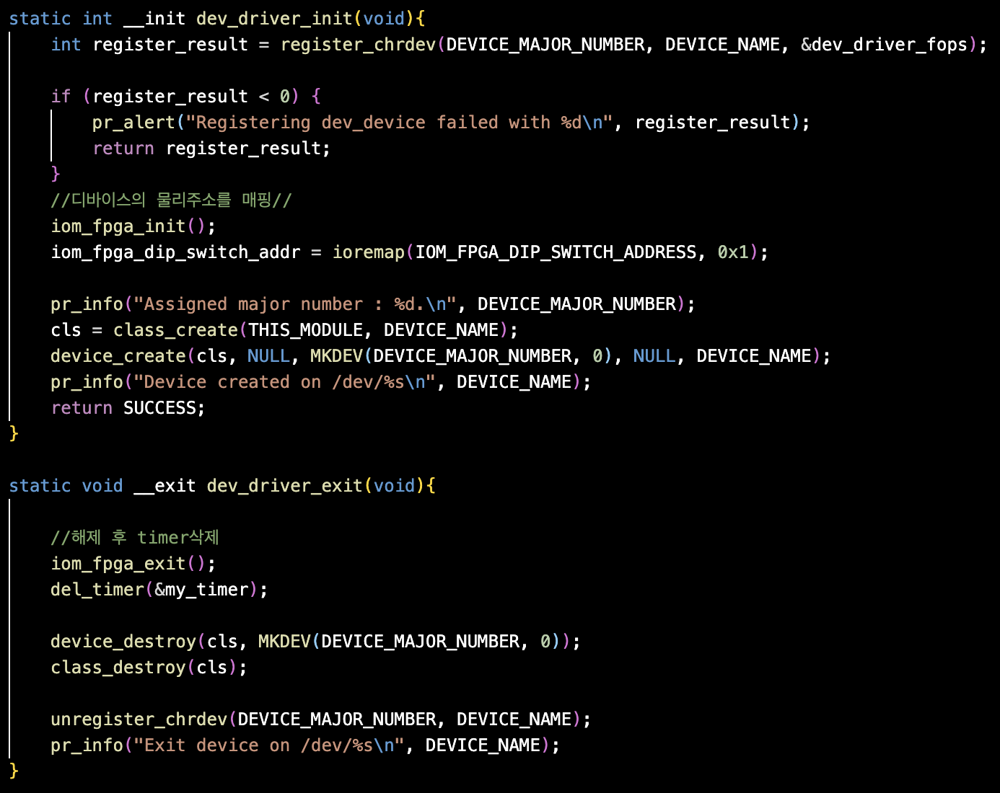 static int __init dev_driver_init(void){
int register_result = register_chrdev(DEVICE_MAJOR_NUMBER, DEVICE_NAME, &dev_driver_fops);
if (register_result < 0) {
pr_alert("Registering dev_device failed with %d\n", register_result);
return register_result;
}
//디바이스의 물리주소를 매핑//
iom_fpga_init();
iom_fpga_dip_switch_addr = ioremap(IOM_FPGA_DIP_SWITCH_ADDRESS, 0x1);
pr_info("Assigned major number : %d.\n", DEVICE_MAJOR_NUMBER);
cls = class_create(THIS_MODULE, DEVICE_NAME);
device_create(cls, NULL, MKDEV(DEVICE_MAJOR_NUMBER, 0), NULL, DEVICE_NAME);
pr_info("Device created on /dev/%s\n", DEVICE_NAME);
return SUCCESS;
}
static void __exit dev_driver_exit(void){
//해제 후 timer삭제
iom_fpga_exit();
del_timer(&my_timer);
device_destroy(cls, MKDEV(DEVICE_MAJOR_NUMBER, 0));
class_destroy(cls);
unregister_chrdev(DEVICE_MAJOR_NUMBER, DEVICE_NAME);
pr_info("Exit device on /dev/%s\n", DEVICE_NAME);
}